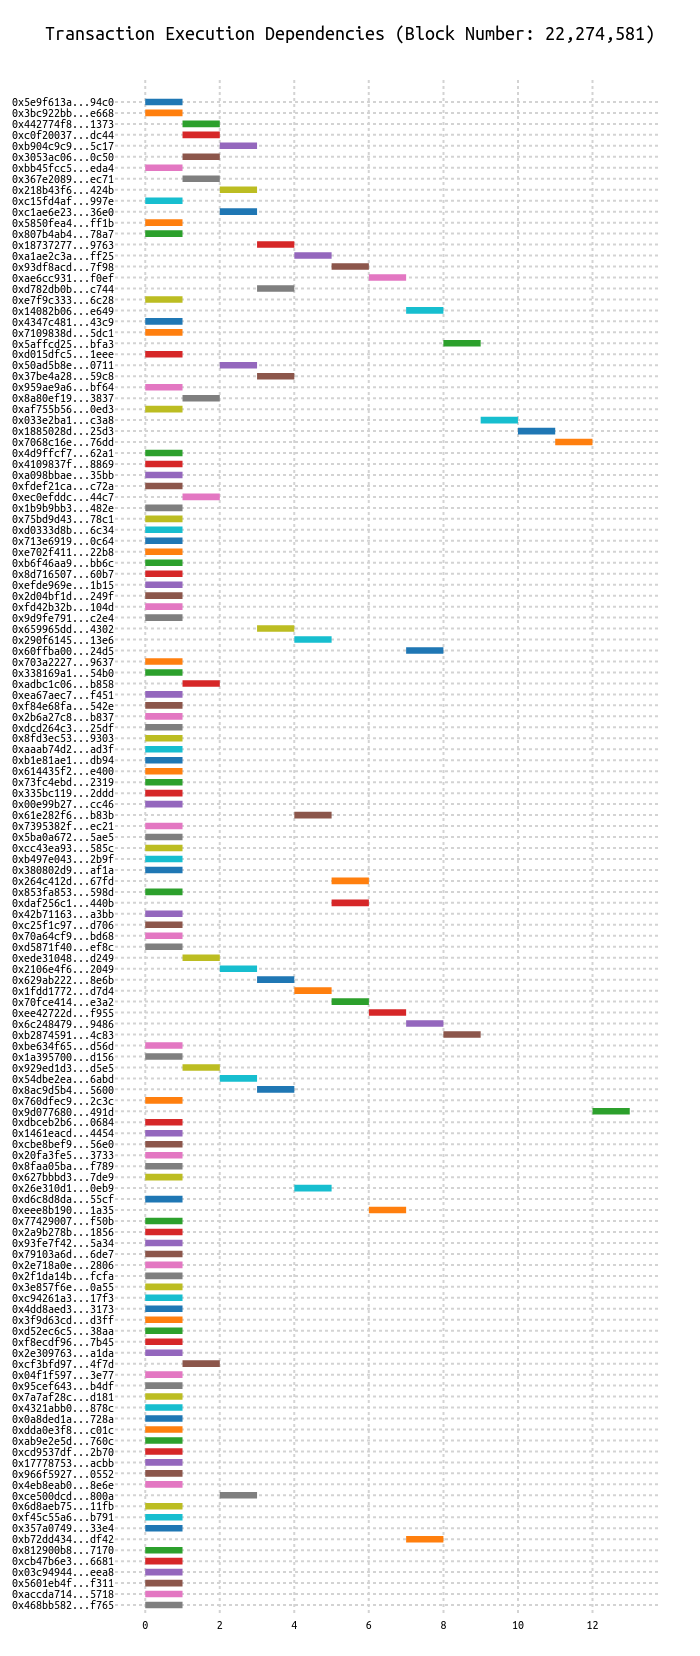 Transaction Execution Dependencies (Block Number: 22,274,581)
0x5e9f613a...94c0
0x3bc922bb...e668
0x442774f8...1373
0xc0f20037...dc44
0xb904c9c9...5c17
0x3053ac06...0c50
0xbb45fcc5...eda4
0x367e2089...ec71
0x218b43f6...424b
0xc15fd4af...997e
0xc1ae6e23...36e0
0x5850fea4...ff1b
0x807b4ab4...78a7
0x18737277...9763
0xa1ae2c3a...ff25
0x93df8acd...7f98
0xae6cc931...f0ef
0xd782db0b...c744
0xe7f9c333...6c28
0x14082b06...e649
0x4347c481...43c9
0x7109838d...5dc1
0x5affcd25...bfa3
0xd015dfc5...1eee
0x50ad5b8e...0711
0x37be4a28...59c8
0x959ae9a6...bf64
0x8a80ef19...3837
0xaf755b56...0ed3
0x033e2ba1...c3a8
0x1885028d...25d3
0x7068c16e...76dd
0x4d9ffcf7...62a1
0x4109837f...8869
0xa098bbae...35bb
0xfdef21ca...c72a
0xec0efddc...44c7
0x1b9b9bb3...482e
0x75bd9d43...78c1
0xd0333d8b...6c34
0x713e6919...0c64
0xe702f411...22b8
0xb6f46aa9...bb6c
0x8d716507...60b7
0xefde969e...1b15
0x2d04bf1d...249f
0xfd42b32b...104d
0x9d9fe791...c2e4
0x659965dd...4302
0x290f6145...13e6
0x60ffba00...24d5
0x703a2227...9637
0x338169a1...54b0
0xadbc1c06...b858
0xea67aec7...f451
0xf84e68fa...542e
0x2b6a27c8...b837
0xdcd264c3...25df
0x8fd3ec53...9303
0xaaab74d2...ad3f
0xb1e81ae1...db94
0x614435f2...e400
0x73fc4ebd...2319
0x335bc119...2ddd
0x00e99b27...cc46
0x61e282f6...b83b
0x7395382f...ec21
0x5ba0a672...5ae5
0xcc43ea93...585c
0xb497e043...2b9f
0x380802d9...af1a
0x264c412d...67fd
0x853fa853...598d
0xdaf256c1...440b
0x42b71163...a3bb
0xc25f1c97...d706
0x70a64cf9...bd68
0xd5871f40...ef8c
0xede31048...d249
0x2106e4f6...2049
0x629ab222...8e6b
0x1fdd1772...d7d4
0x70fce414...e3a2
0xee42722d...f955
0x6c248479...9486
0xb2874591...4c83
0xbe634f65...d56d
0x1a395700...d156
0x929ed1d3...d5e5
0x54dbe2ea...6abd
0x8ac9d5b4...5600
0x760dfec9...2c3c
0x9d077680...491d
0xdbceb2b6...0684
0x1461eacd...4454
0xcbe8bef9...56e0
0x20fa3fe5...3733
0x8faa05ba...f789
0x627bbbd3...7de9
0x26e310d1...0eb9
0xd6c8d8da...55cf
0xeee8b190...1a35
0x77429007...f50b
0x2a9b278b...1856
0x93fe7f42...5a34
0x79103a6d...6de7
0x2e718a0e...2806
0x2f1da14b...fcfa
0x3e857f6e...0a55
0xc94261a3...17f3
0x4dd8aed3...3173
0x3f9d63cd...d3ff
0xd52ec6c5...38aa
0xf8ecdf96...7b45
0x2e309763...a1da
0xcf3bfd97...4f7d
0x04f1f597...3e77
0x95cef643...b4df
0x7a7af28c...d181
0x4321abb0...878c
0x0a8ded1a...728a
0xdda0e3f8...c01c
0xab9e2e5d...760c
0xcd9537df...2b70
0x17778753...acbb
0x966f5927...0552
0x4eb8eab0...8e6e
0xce500dcd...800a
0x6d8aeb75...11fb
0xf45c55a6...b791
0x357a0749...33e4
0xb72dd434...df42
0x812900b8...7170
0xcb47b6e3...6681
0x03c94944...eea8
0x5601eb4f...f311
0xaccda714...5718
0x468bb582...f765
0 2 4 6 8 10 12